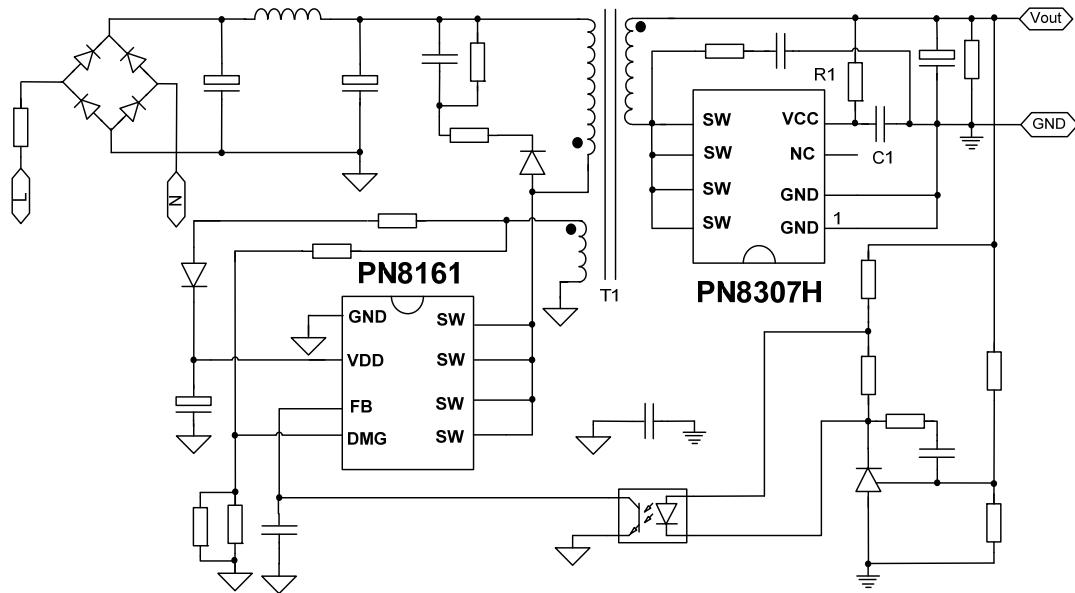 Vout
R1
SW
VCC
GND
SW
NC
C1
SW
GND
SW
GND
1
L
N
PN8161
T1
PN8307H
GND
SW
VDD
SW
FB
SW
DMG
SW